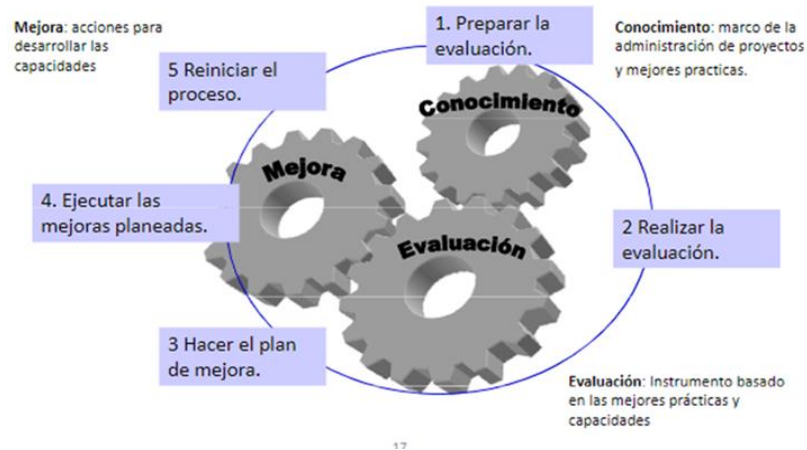 Mejora: acciones para
desarrollar las
capacidades
1. Preparar la
evaluación.
Conocimiento: marco de la
administración de proyectos
y mejores practicas.
5 Reiniciar el
proceso.
Conocimiento
Mejora
4. Ejecutar las
mejoras planeadas.
Evaluación
2 Realizar la
evaluación.
3 Hacer el plan
de mejora.
Evaluación: Instrumento basado
en las mejores prácticas y
capacidades
17